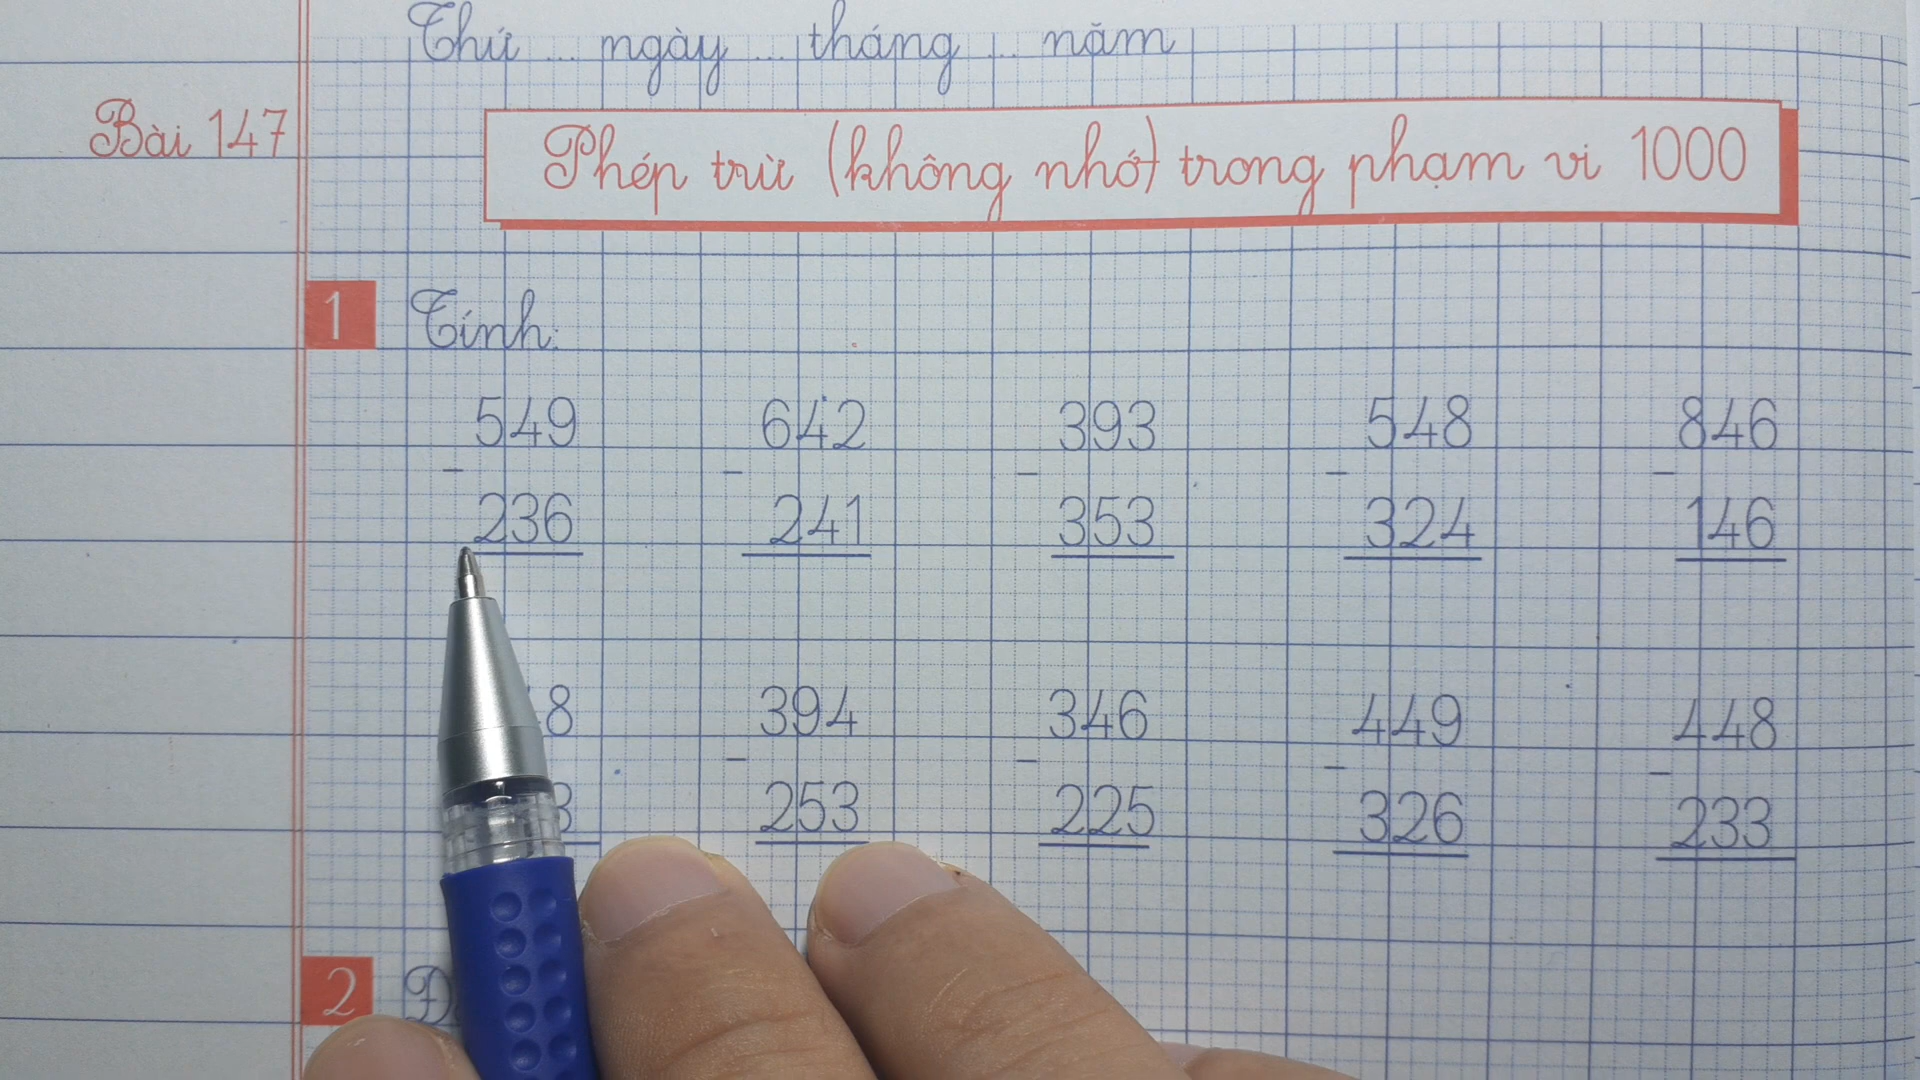 Thứ ... ngày ... tháng ... năm
Bài 147
Phép trừ (không nhớ) trong phạm vi 1000
1 Tính:
549 642 393 548 846
- - - - -
236 241 353 324 146
394 346 449 448
- - - -
253 225 326 233
2